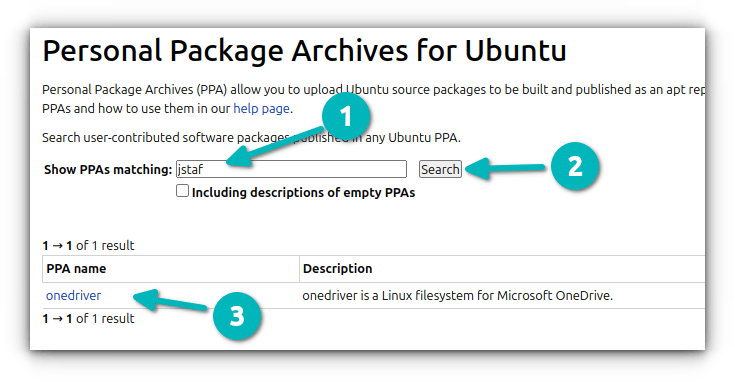 Personal Package Archives for Ubuntu
Personal Package Archives (PPA) allow you to upload Ubuntu source packages to be built and published as an apt rep
PPAs and how to use them in our help page.
1
Search user-contributed software packages published in any Ubuntu PPA.
Show PPAs matching: jstaf Search
2
Including descriptions of empty PPAs
1 → 1 of 1 result
PPA name Description
onedriver onedriver is a Linux filesystem for Microsoft OneDrive.
3
1 → 1 of 1 result